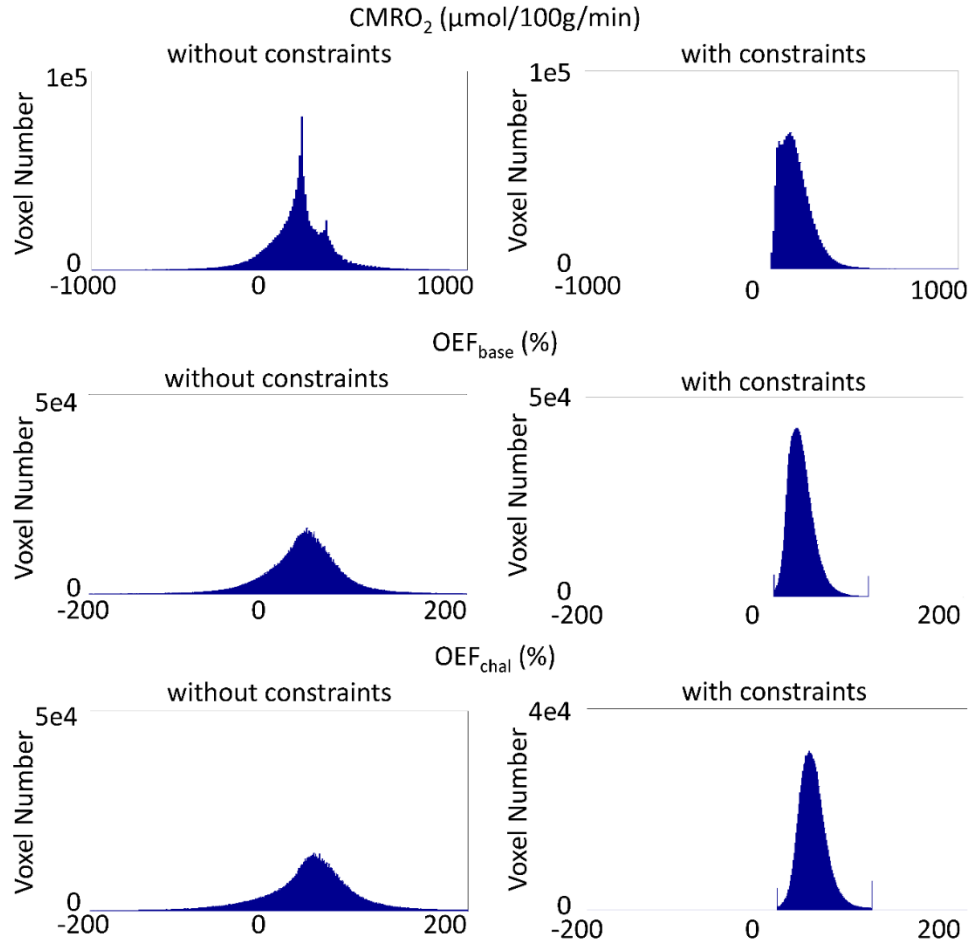 CMRO₂ (µmol/100g/min)
without constraints
with constraints
1e5
1e5
Voxel Number
Voxel Number
0
0
-1000 0 1000
-1000 0 1000
OEFbase (%)
without constraints
with constraints
5e4
5e4
Voxel Number
Voxel Number
0
0
-200 0 200
-200 0 200
OEFchal (%)
without constraints
with constraints
5e4
4e4
Voxel Number
Voxel Number
0
0
-200 0 200
-200 0 200